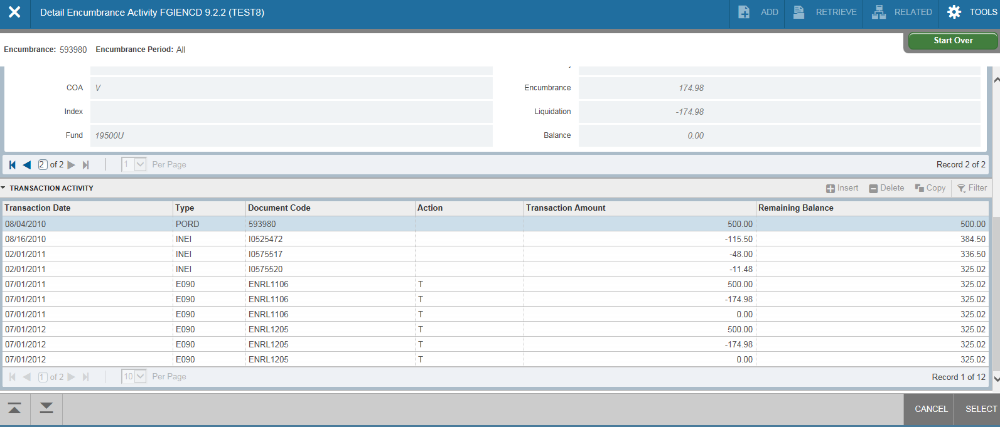 Detail Encumbrance Activity FGIENCD 9.2.2 (TEST8) ADD RETRIEVE RELATED TOOLS
Start Over
Encumbrance: 593980 Encumbrance Period: All
COA V Encumbrance 174.98
Index Liquidation -174.98
Fund 19500U Balance 0.00
2 of 2 1 Per Page Record 2 of 2
TRANSACTION ACTIVITY Insert Delete Copy Filter
Transaction Date Type Document Code Action Transaction Amount Remaining Balance
08/04/2010 PORD 593980 500.00 500.00
08/16/2010 INEI I0525472 -115.50 384.50
02/01/2011 INEI I0575517 -48.00 336.50
02/01/2011 INEI I0575520 -11.48 325.02
07/01/2011 E090 ENRL1106 T 500.00 325.02
07/01/2011 E090 ENRL1106 T -174.98 325.02
07/01/2011 E090 ENRL1106 T 0.00 325.02
07/01/2012 E090 ENRL1205 T 500.00 325.02
07/01/2012 E090 ENRL1205 T -174.98 325.02
07/01/2012 E090 ENRL1205 T 0.00 325.02
1 of 2 10 Per Page Record 1 of 12
CANCEL SELECT